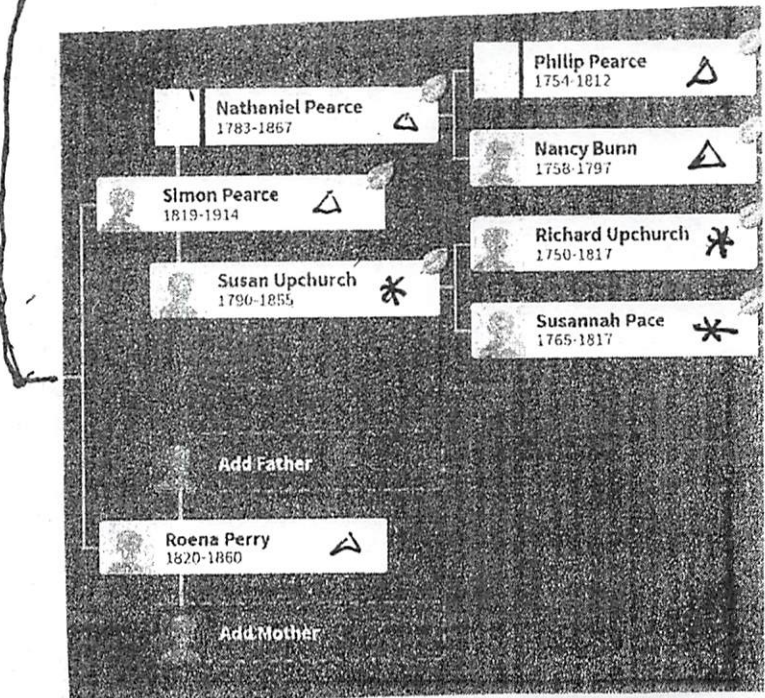 Philip Pearce
1754-1812
Nathaniel Pearce
1783-1867
Nancy Bunn
1758-1797
Simon Pearce
1819-1914
Richard Upchurch
1750-1817
Susan Upchurch
1790-1855
Susannah Pace
1765-1817
Add Father
Roena Perry
1820-1860
Add Mother